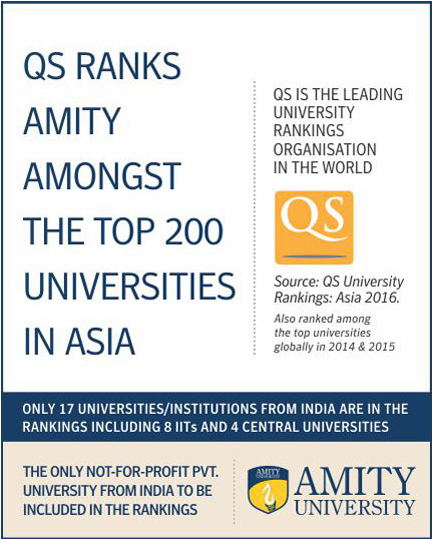 QS RANKS
AMITY
AMONGST
THE TOP 200
UNIVERSITIES
IN ASIA
QS IS THE LEADING
UNIVERSITY
RANKINGS
ORGANISATION
IN THE WORLD
QS
Source: QS University
Rankings: Asia 2016.
Also ranked among
the top universities
globally in 2014 & 2015
ONLY 17 UNIVERSITIES/INSTITUTIONS FROM INDIA ARE IN THE
RANKINGS INCLUDING 8 IITs AND 4 CENTRAL UNIVERSITIES
THE ONLY NOT-FOR-PROFIT PVT.
UNIVERSITY FROM INDIA TO BE
INCLUDED IN THE RANKINGS
AMITY
UNIVERSITY
AMITY
UNIVERSITY